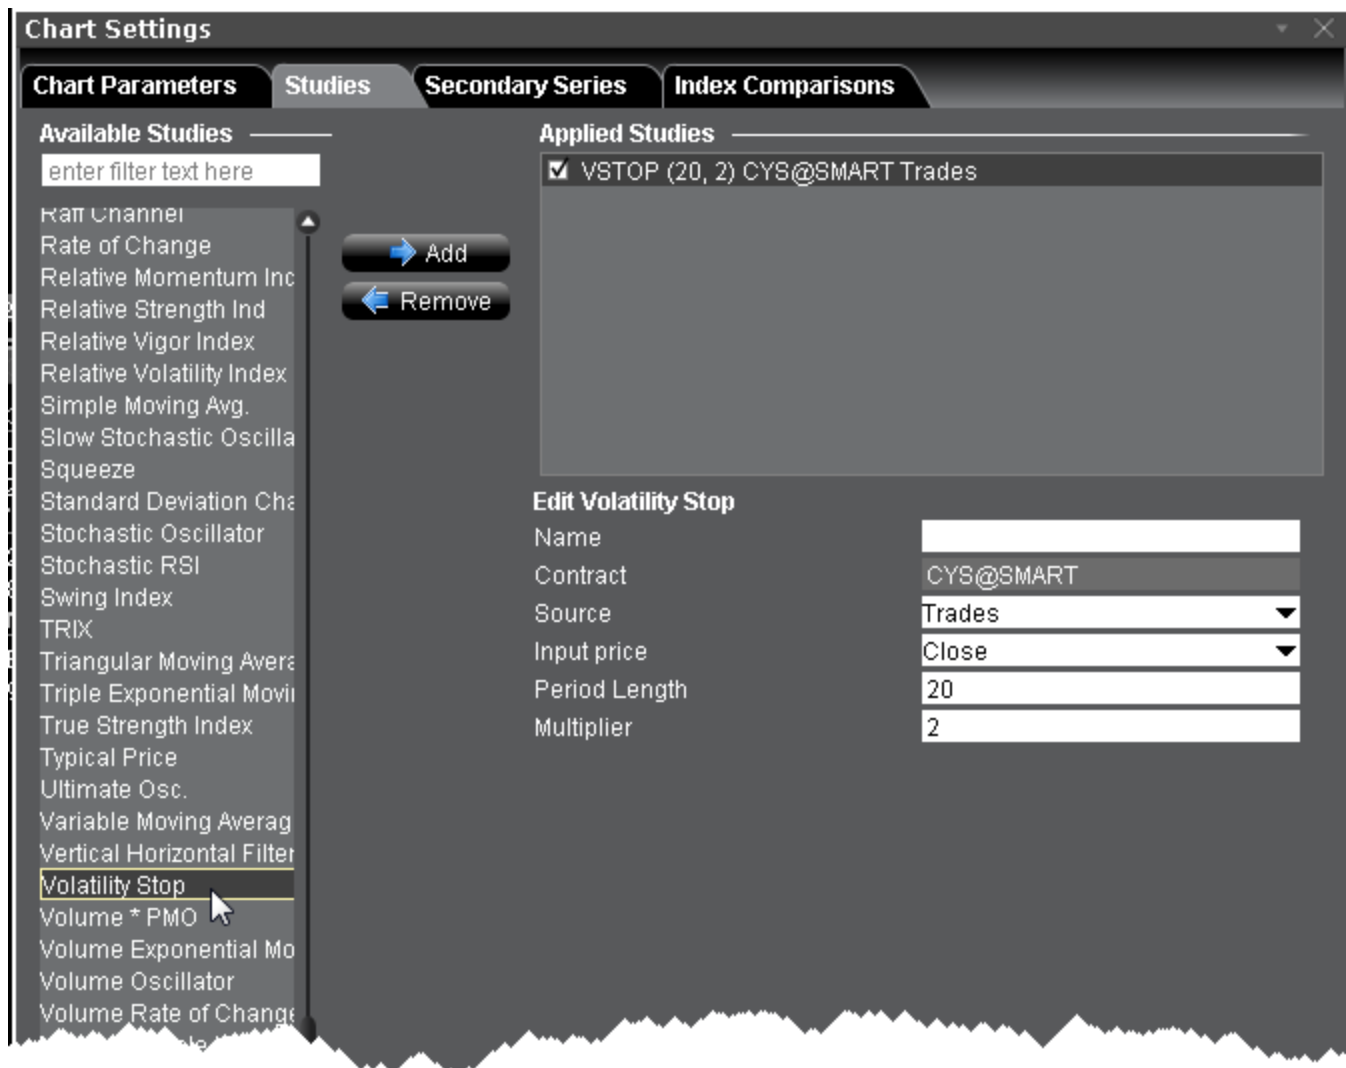 Chart Settings
Chart Parameters
Studies
Secondary Series
Index Comparisons
Available Studies
enter filter text here
Raff Channel
Rate of Change
Relative Momentum Inc
Relative Strength Ind
Relative Vigor Index
Relative Volatility Index
Simple Moving Avg.
Slow Stochastic Oscilla
Squeeze
Standard Deviation Cha
Stochastic Oscillator
Stochastic RSI
Swing Index
TRIX
Triangular Moving Avera
Triple Exponential Movin
True Strength Index
Typical Price
Ultimate Osc.
Variable Moving Averag
Vertical Horizontal Filter
Volatility Stop
Volume * PMO
Volume Exponential Mo
Volume Oscillator
Volume Rate of Change
Add
Remove
Applied Studies
VSTOP (20, 2) CYS@SMART Trades
Edit Volatility Stop
Name
Contract CYS@SMART
Source Trades
Input price Close
Period Length 20
Multiplier 2